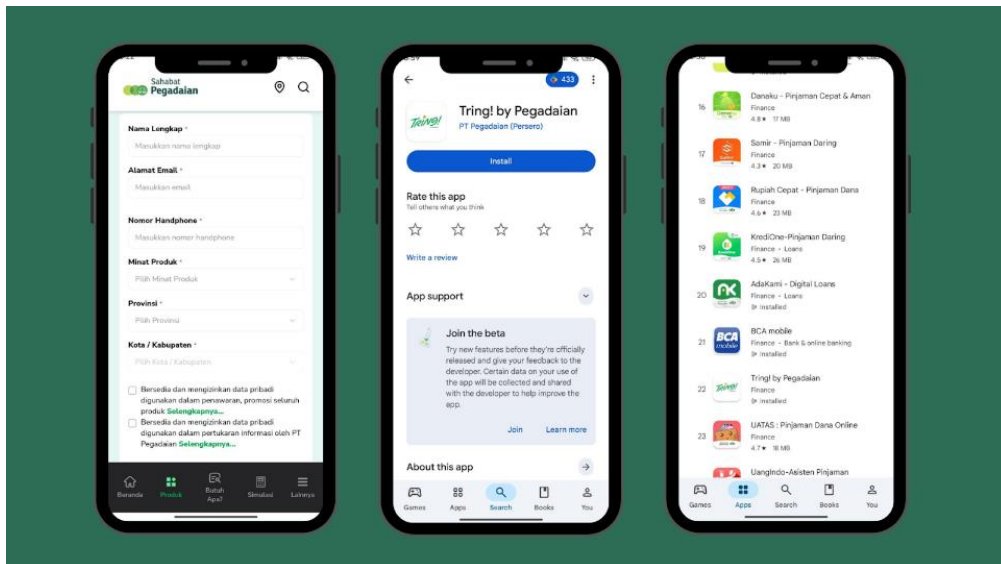 Sahabat
Pegadaian
Nama Lengkap *
Masukkan nama lengkap
Alamat Email *
Masukkan email
Nomor Handphone *
Masukkan nomer handphone
Minat Produk *
Pilih Minat Produk
Provinsi *
Pilih Provinsi
Kota / Kabupaten *
Pilih Kota / Kabupaten
Bersedia dan mengizinkan data pribadi
digunakan dalam penawaran, promosi seluruh
produk Selengkapnya...
Bersedia dan mengizinkan data pribadi
digunakan dalam pertukaran informasi oleh PT
Pegadaian Selengkapnya...
Beranda
Produk
Butuh
Apa?
Simulasi
Lainnya
433
Tring!
Tring! by Pegadaian
PT Pegadaian (Persero)
Install
Rate this app
Tell others what you think
Write a review
App support
Join the beta
Try new features before they're officially
released and give your feedback to the
developer. Certain data on your use of
the app will be collected and shared
with the developer to help improve the
app.
Join
Learn more
About this app
Games
Apps
Search
Books
You
Installed
16
Danaku - Pinjaman Cepat & Aman
Finance
4.8★ 17 MB
17
Samir - Pinjaman Daring
Finance
4.3★ 20 MB
18
Rupiah Cepat - Pinjaman Dana
Finance
4.6★ 23 MB
19
KrediOne-Pinjaman Daring
Finance - Loans
4.5★ 26 MB
20
AdaKami - Digital Loans
Finance - Loans
Installed
21
BCA
mobile
BCA mobile
Finance - Bank & online banking
Installed
22
Tring!
Tring! by Pegadaian
Finance
Installed
23
UATAS : Pinjaman Dana Online
Finance
4.7★ 18 MB
UangIndo-Asisten Pinjaman
Games
Apps
Search
Books
You